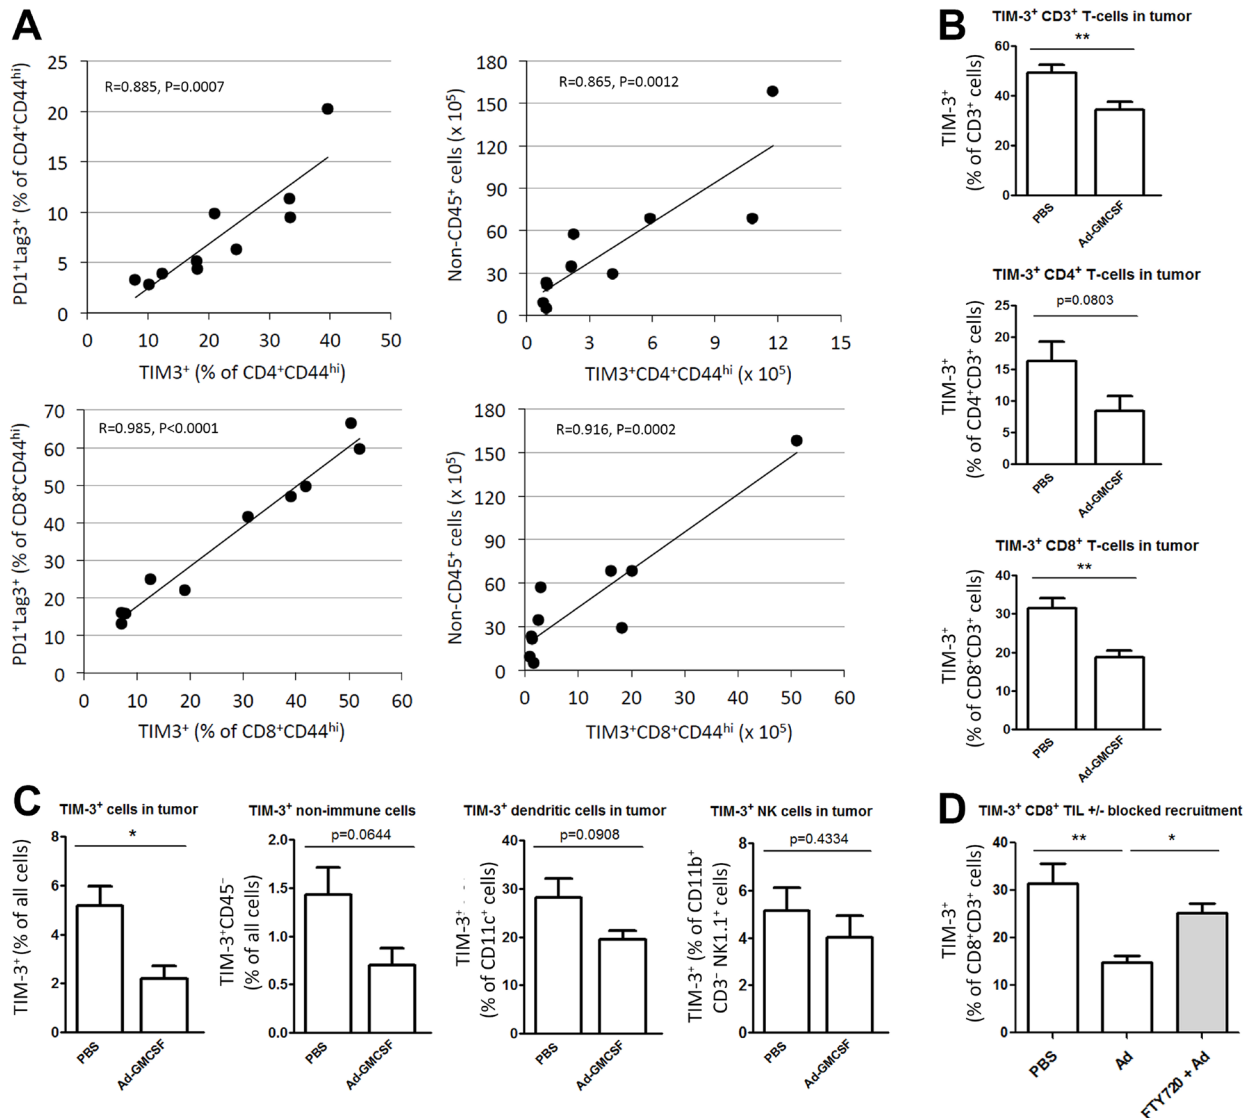 A
PD1⁺Lag3⁺ (% of CD4⁺CD44ʰⁱ)
25
20
15
10
5
0
R=0.885, P=0.0007
0 10 20 30 40 50
TIM3⁺ (% of CD4⁺CD44ʰⁱ)
Non-CD45⁺ cells (x 10⁵)
180
150
120
90
60
30
0
R=0.865, P=0.0012
0 3 6 9 12 15
TIM3⁺CD4⁺CD44ʰⁱ (x 10⁵)
PD1⁺Lag3⁺ (% of CD8⁺CD44ʰⁱ)
70
60
50
40
30
20
10
0
R=0.985, P<0.0001
0 10 20 30 40 50 60
TIM3⁺ (% of CD8⁺CD44ʰⁱ)
Non-CD45⁺ cells (x 10⁵)
180
150
120
90
60
30
0
R=0.916, P=0.0002
0 10 20 30 40 50 60
TIM3⁺CD8⁺CD44ʰⁱ (x 10⁵)
B
TIM-3⁺ CD3⁺ T-cells in tumor
**
TIM-3⁺
(% of CD3⁺ cells)
60
40
20
0
PBS
Ad-GMCSF
TIM-3⁺ CD4⁺ T-cells in tumor
p=0.0803
TIM-3⁺
(% of CD4⁺CD3⁺ cells)
25
20
15
10
5
0
PBS
Ad-GMCSF
TIM-3⁺ CD8⁺ T-cells in tumor
**
TIM-3⁺
(% of CD8⁺CD3⁺ cells)
40
30
20
10
0
PBS
Ad-GMCSF
C
TIM-3⁺ cells in tumor
*
TIM-3⁺ (% of all cells)
8
6
4
2
0
PBS
Ad-GMCSF
TIM-3⁺ non-immune cells
p=0.0644
TIM-3⁺CD45⁻
(% of all cells)
2.0
1.5
1.0
0.5
0.0
PBS
Ad-GMCSF
TIM-3⁺ dendritic cells in tumor
p=0.0908
TIM-3⁺
(% of CD11c⁺ cells)
40
30
20
10
0
PBS
Ad-GMCSF
TIM-3⁺ NK cells in tumor
p=0.4334
TIM-3⁺ (% of CD11b⁺
CD3⁻ NK1.1⁺ cells)
8
6
4
2
0
PBS
Ad-GMCSF
D
TIM-3⁺ CD8⁺ TIL +/- blocked recruitment
** *
TIM-3⁺
(% of CD8⁺CD3⁺ cells)
40
30
20
10
0
PBS
Ad
FTY720 + Ad